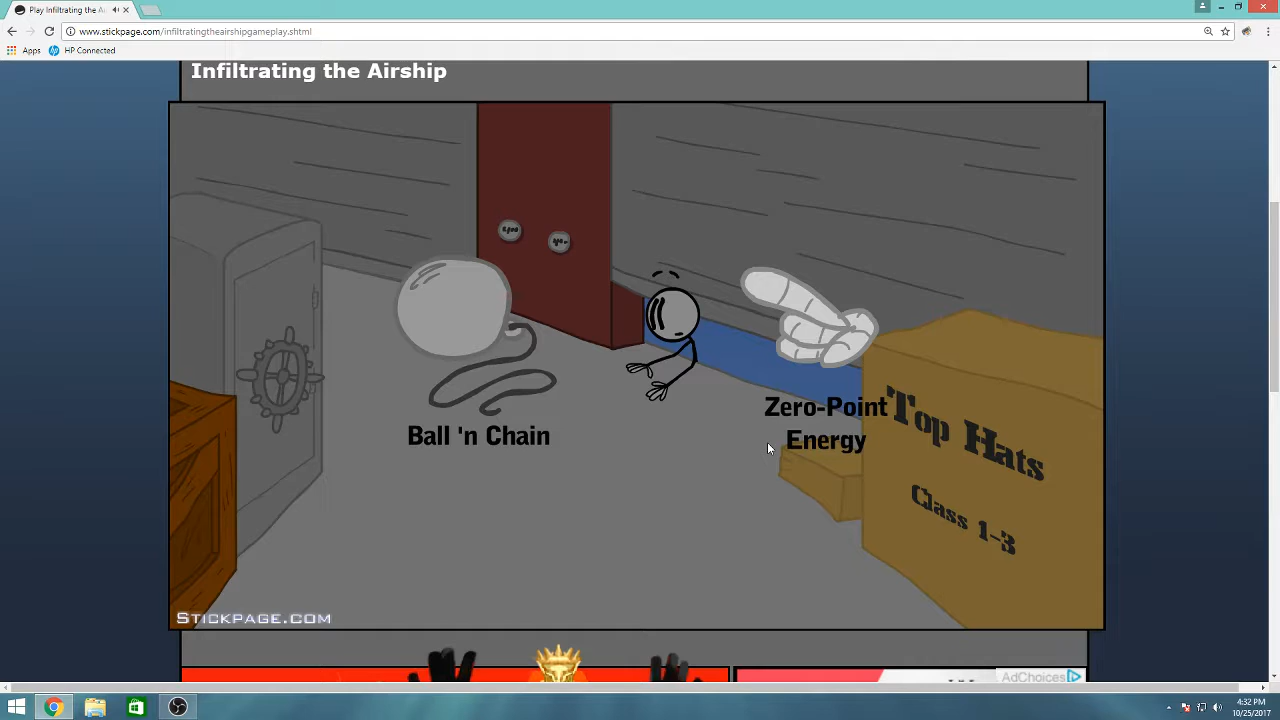 Play Infiltrating the Ai
www.stickpage.com/infiltratingtheairshipgameplay.shtml
Apps
HP Connected
Infiltrating the Airship
Ball 'n Chain
Zero-Point
Energy
Top Hats
Class 1-3
STICKPAGE.COM
AdChoices
4:32 PM
10/25/2017